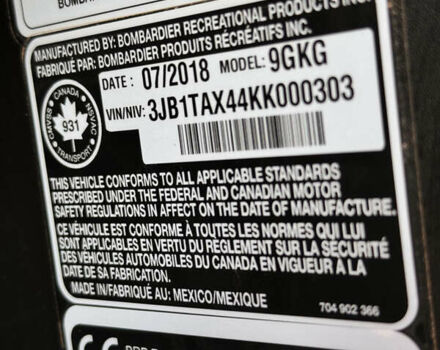 BOMBARDI
MANUFACTURED BY: BOMBARDIER RECREATIONAL PRODUCTS INC.
FABRIQUÉ PAR: BOMBARDIER PRODUITS RÉCRÉATIFS INC.
DATE : 07/2018 MODEL: 9GKG
VIN/NIV: 3JB1TAX44KK000303
CANADA
CMVSS NSVAC
931
TRANSPORT
THIS VEHICLE CONFORMS TO ALL APPLICABLE STANDARDS
PRESCRIBED UNDER THE FEDERAL AND CANADIAN MOTOR
SAFETY REGULATIONS IN AFFECT ON THE DATE OF MANUFACTURE.
CE VÉHICULE EST CONFORME À TOUTES LES NORMES QUI LUI
SONT APPLICABLES EN VERTU DU RÈGLEMENT SUR LA SÉCURITÉ
DES VÉHICULES AUTOMOBILES DU CANADA EN VIGUEUR À LA
DATE DE SA FABRICATION.
MADE IN/FABRIQUÉ AU: MEXICO/MEXIQUE
704 902 366
CE